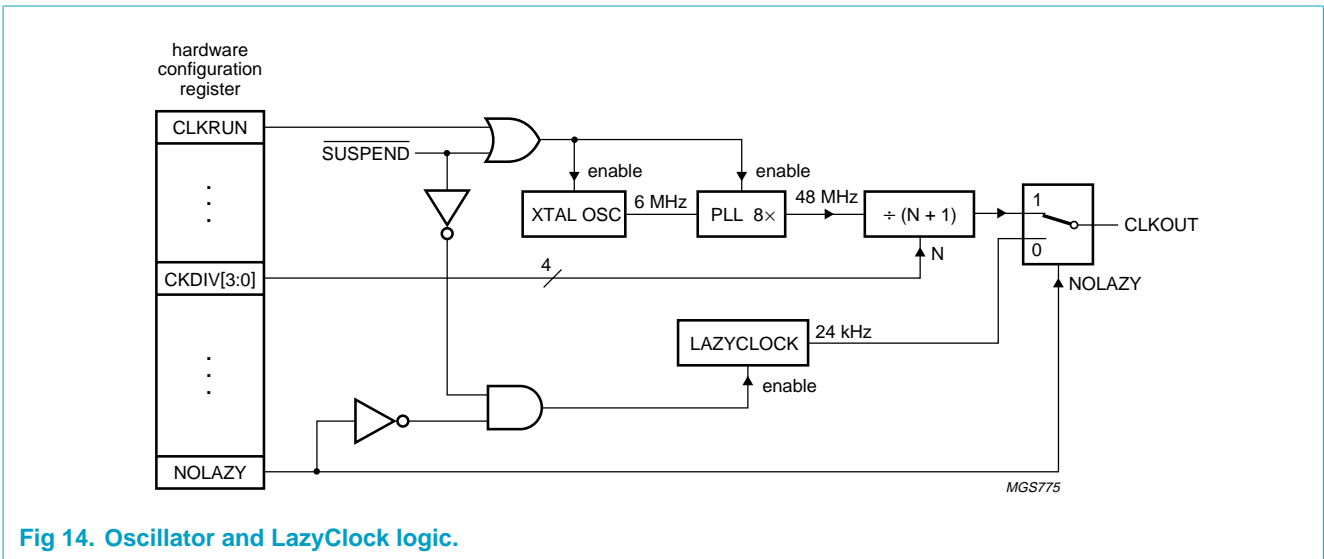 hardware
configuration
register
CLKRUN
SUSPEND
enable
enable
XTAL OSC
6 MHz
PLL 8×
48 MHz
÷ (N + 1)
1
0
CLKOUT
N
NOLAZY
4
CKDIV[3:0]
LAZYCLOCK
24 kHz
enable
NOLAZY
MGS775
Fig 14. Oscillator and LazyClock logic.